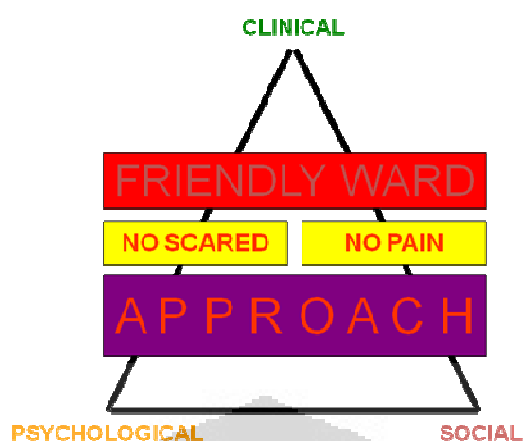 CLINICAL
FRIENDLY WARD
NO SCARED NO PAIN
APPROACH
PSYCHOLOGICAL SOCIAL